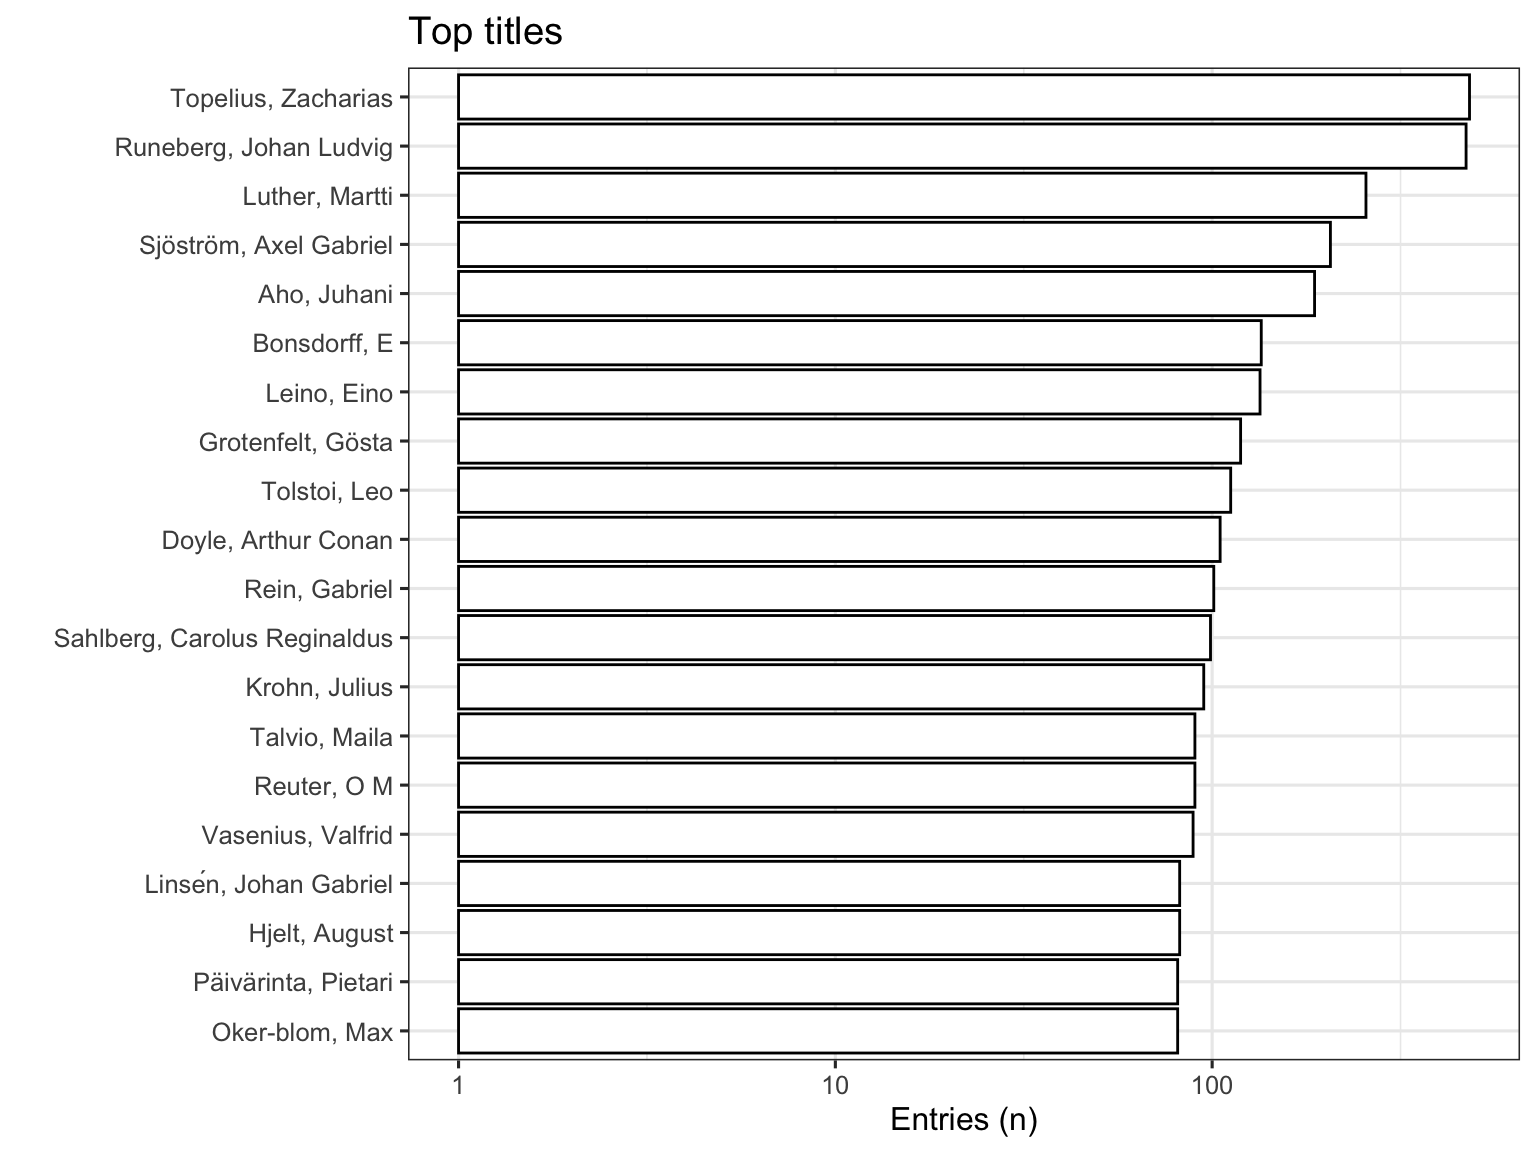 Top titles
Topelius, Zacharias
Runeberg, Johan Ludvig
Luther, Martti
Sjöström, Axel Gabriel
Aho, Juhani
Bonsdorff, E
Leino, Eino
Grotenfelt, Gösta
Tolstoi, Leo
Doyle, Arthur Conan
Rein, Gabriel
Sahlberg, Carolus Reginaldus
Krohn, Julius
Talvio, Maila
Reuter, O M
Vasenius, Valfrid
Linsén, Johan Gabriel
Hjelt, August
Päivärinta, Pietari
Oker-blom, Max
1 10 100
Entries (n)